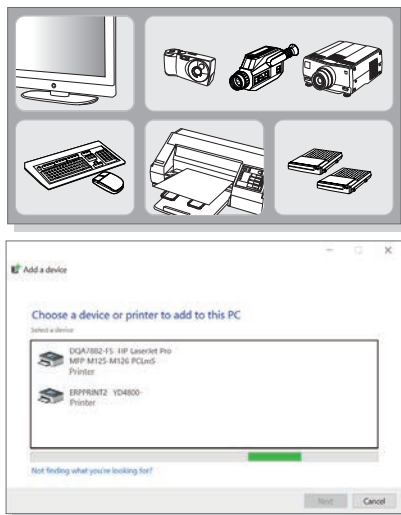 Add a device
Choose a device or printer to add to this PC
Select a device
DQA7882-F5 HP LaserJet Pro
MFP M125-M126 PCLmS
Printer
ERPPRINT2 YD4800-
Printer
Not finding what you're looking for?
Next Cancel